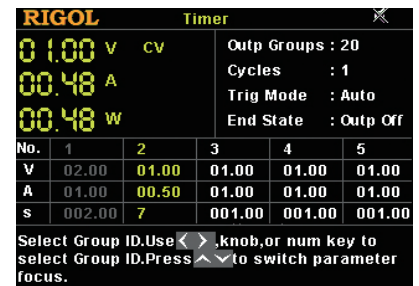 RIGOL Timer
01.00 V CV
00.48 A
00.48 W
Outp Groups : 20
Cycles : 1
Trig Mode : Auto
End State : Outp Off
No. 1 2 3 4 5
V 02.00 01.00 01.00 01.00 01.00
A 01.00 00.50 01.00 01.00 01.00
s 002.00 7 001.00 001.00 001.00
Select Group ID.Use < > ,knob,or num key to
select Group ID.Press to switch parameter
focus.